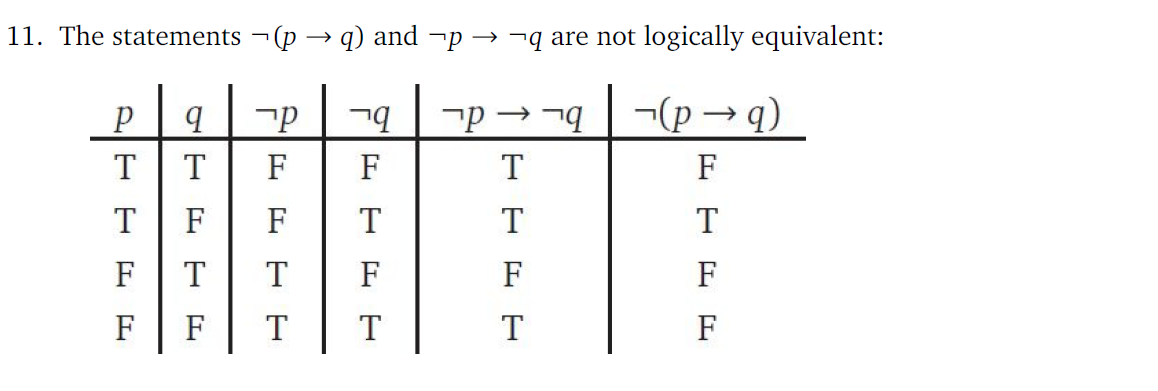 11. The statements ¬(p → q) and ¬p → ¬q are not logically equivalent:
p q ¬p ¬q ¬p → ¬q ¬(p → q)
T T F F T F
T F F T T T
F T T F F F
F F T T T F